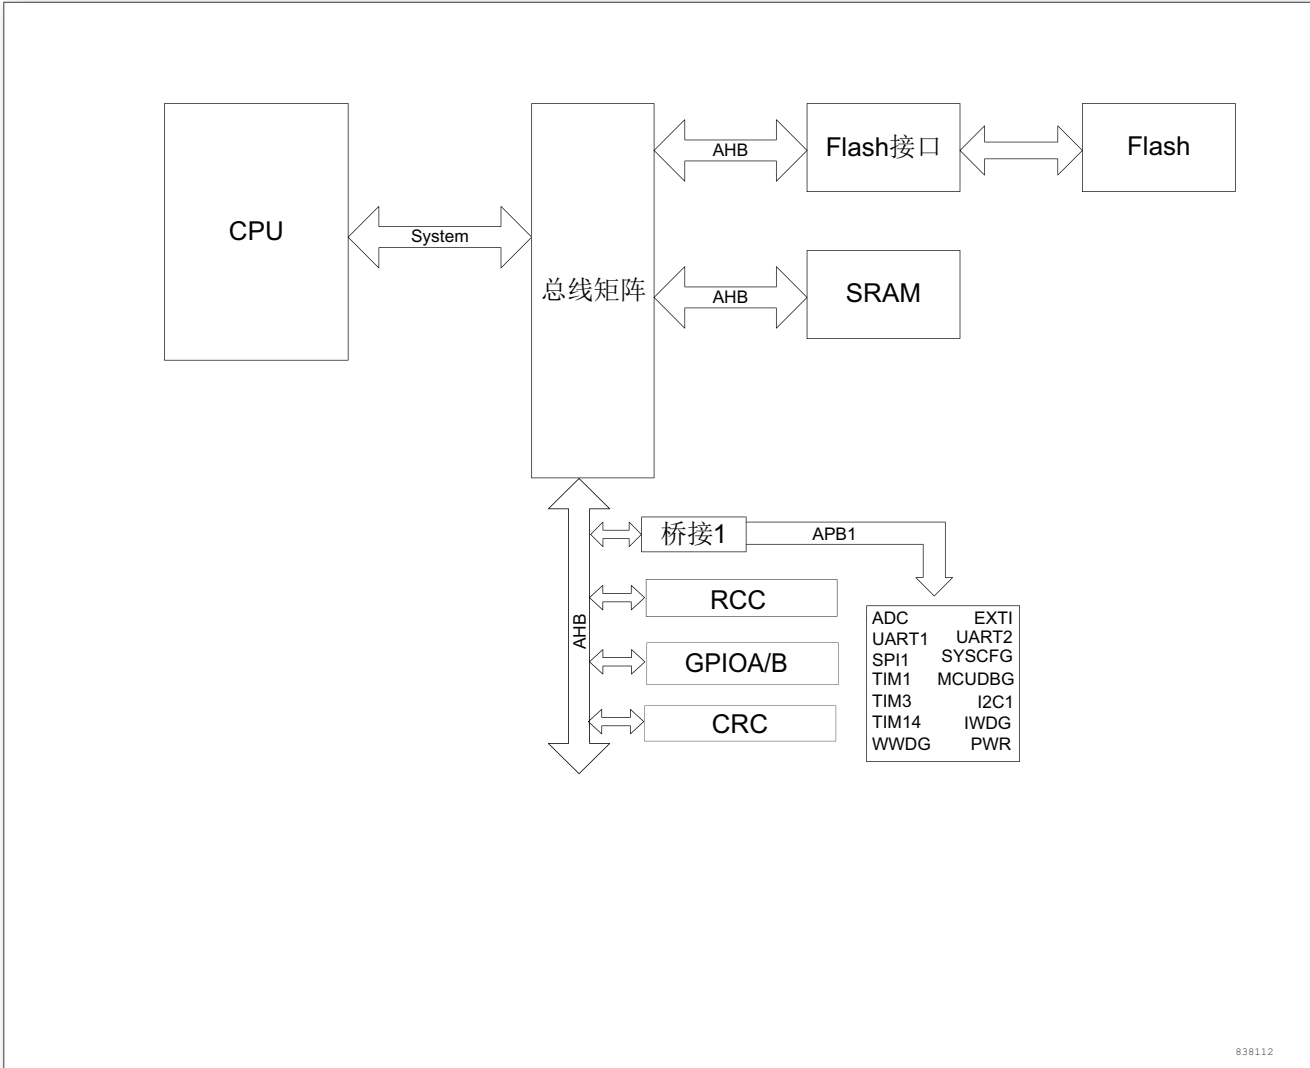 CPU
System
总线矩阵
AHB
Flash接口
Flash
AHB
SRAM
AHB
桥接1
APB1
RCC
GPIOA/B
CRC
ADC EXTI
UART1 UART2
SPI1 SYSCFG
TIM1 MCUDBG
TIM3 I2C1
TIM14 IWDG
WWDG PWR
838112